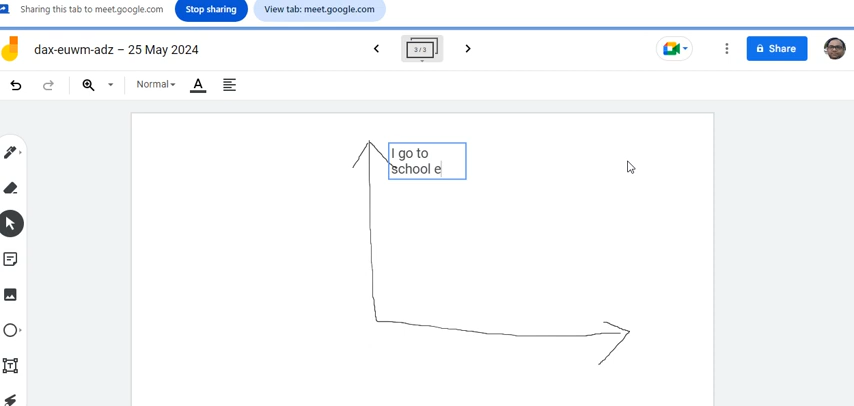 Sharing this tab to meet.google.com
Stop sharing
View tab: meet.google.com
dax-euwm-adz – 25 May 2024
3 / 3
Share
Normal
A
I go to
school e
T